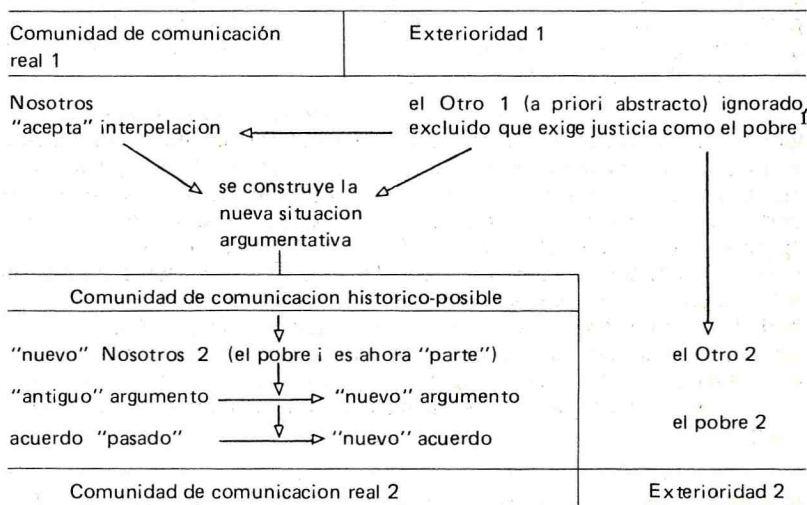 Comunidad de comunicación
real 1
Exterioridad 1
Nosotros
"acepta" interpelacion
el Otro 1 (a priori abstracto) ignorado,
excluido que exige justicia como el pobre 1
se construye la
nueva situacion
argumentativa
Comunidad de comunicacion historico-posible
"nuevo" Nosotros 2 (el pobre i es ahora "parte")
el Otro 2
"antiguo" argumento
"nuevo" argumento
el pobre 2
acuerdo "pasado"
"nuevo" acuerdo
Comunidad de comunicacion real 2
Exterioridad 2